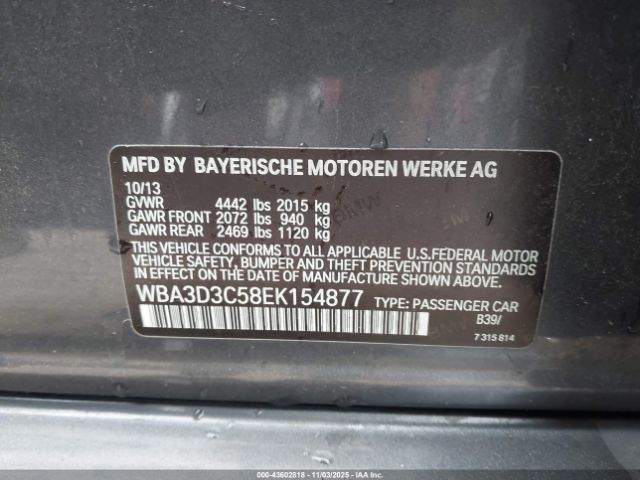 MFD BY BAYERISCHE MOTOREN WERKE AG
10/13
GVWR 4442 lbs 2015 kg
GAWR FRONT 2072 lbs 940 kg
GAWR REAR 2469 lbs 1120 kg
THIS VEHICLE CONFORMS TO ALL APPLICABLE U.S.FEDERAL MOTOR
VEHICLE SAFETY, BUMPER AND THEFT PREVENTION STANDARDS
IN EFFECT ON THE DATE OF MANUFACTURE SHOWN ABOVE.
WBA3D3C58EK154877 TYPE: PASSENGER CAR
B39/
7 315 814
000-43602818 - 11/03/2025 - IAA Inc.